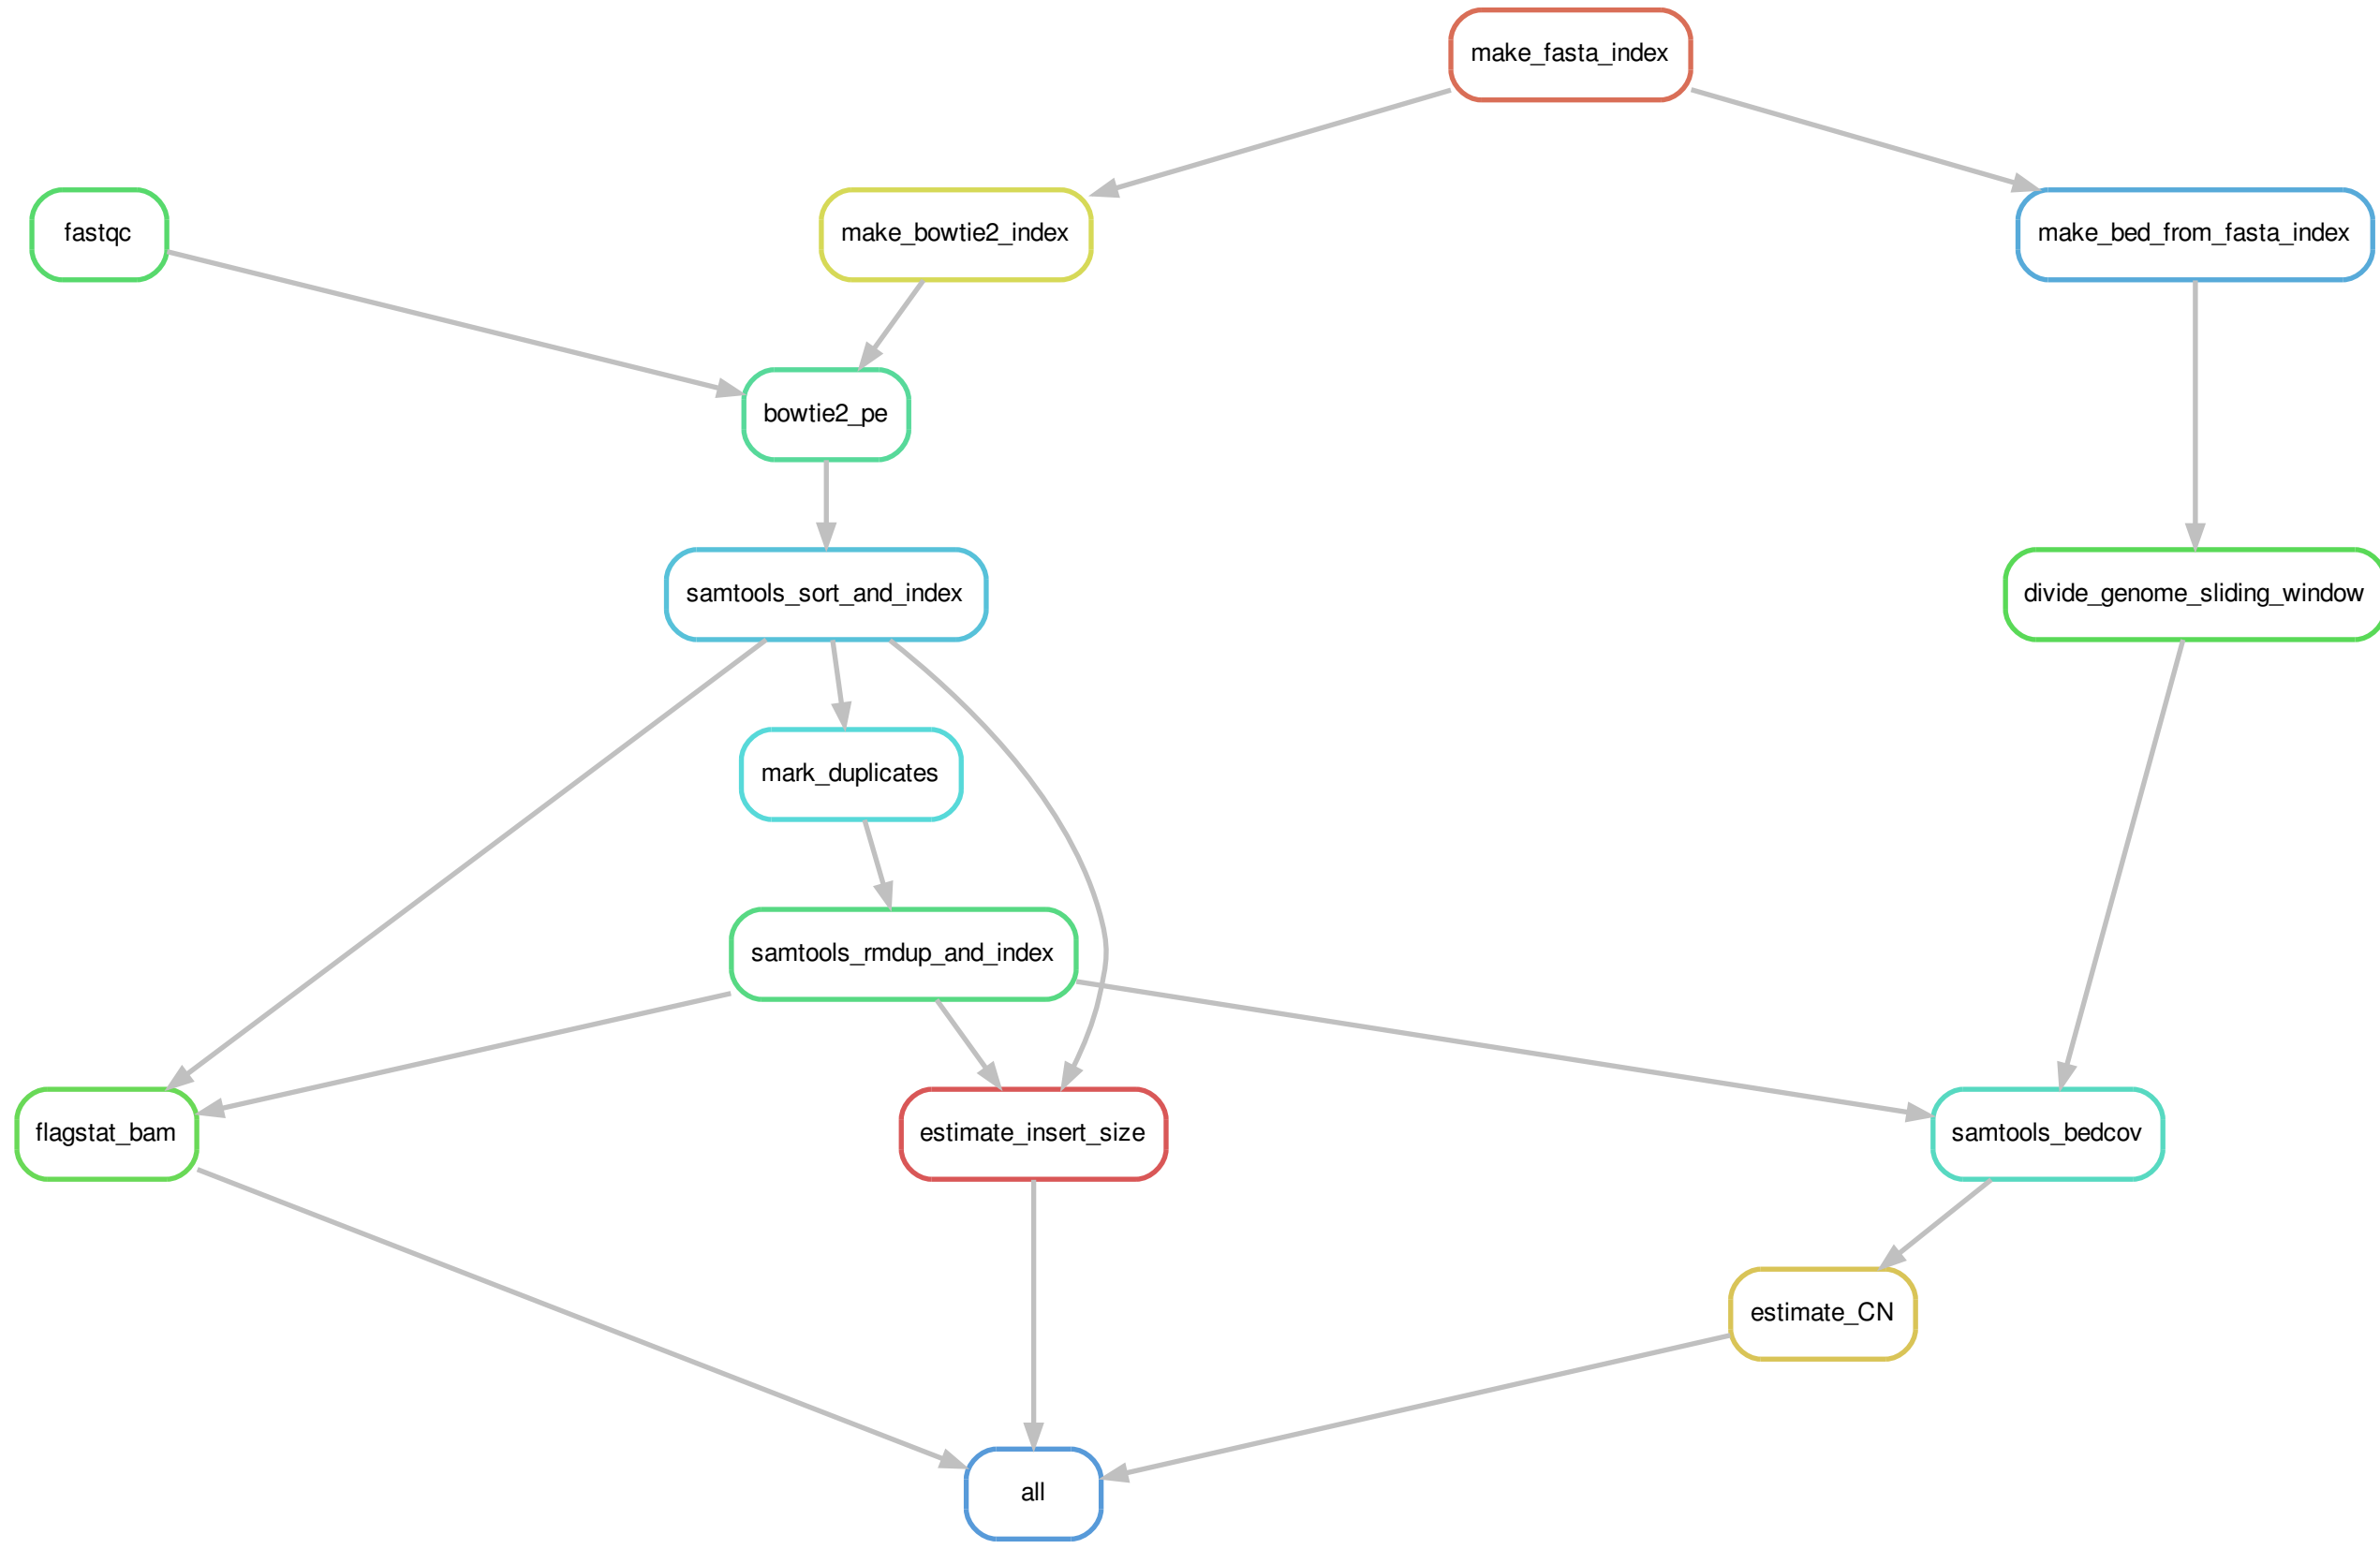 make_fasta_index
fastqc
make_bowtie2_index
make_bed_from_fasta_index
bowtie2_pe
samtools_sort_and_index
divide_genome_sliding_window
mark_duplicates
samtools_rmdup_and_index
flagstat_bam
estimate_insert_size
samtools_bedcov
estimate_CN
all